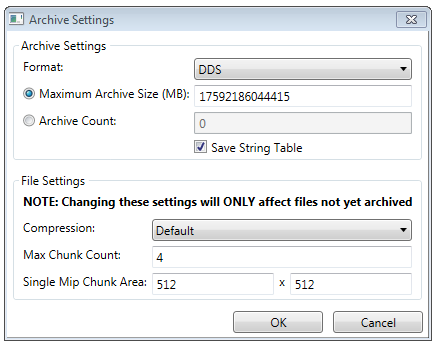 Archive Settings
Archive Settings
Format: DDS
Maximum Archive Size (MB): 17592186044415
Archive Count: 0
Save String Table
File Settings
NOTE: Changing these settings will ONLY affect files not yet archived
Compression: Default
Max Chunk Count: 4
Single Mip Chunk Area: 512 x 512
OK Cancel